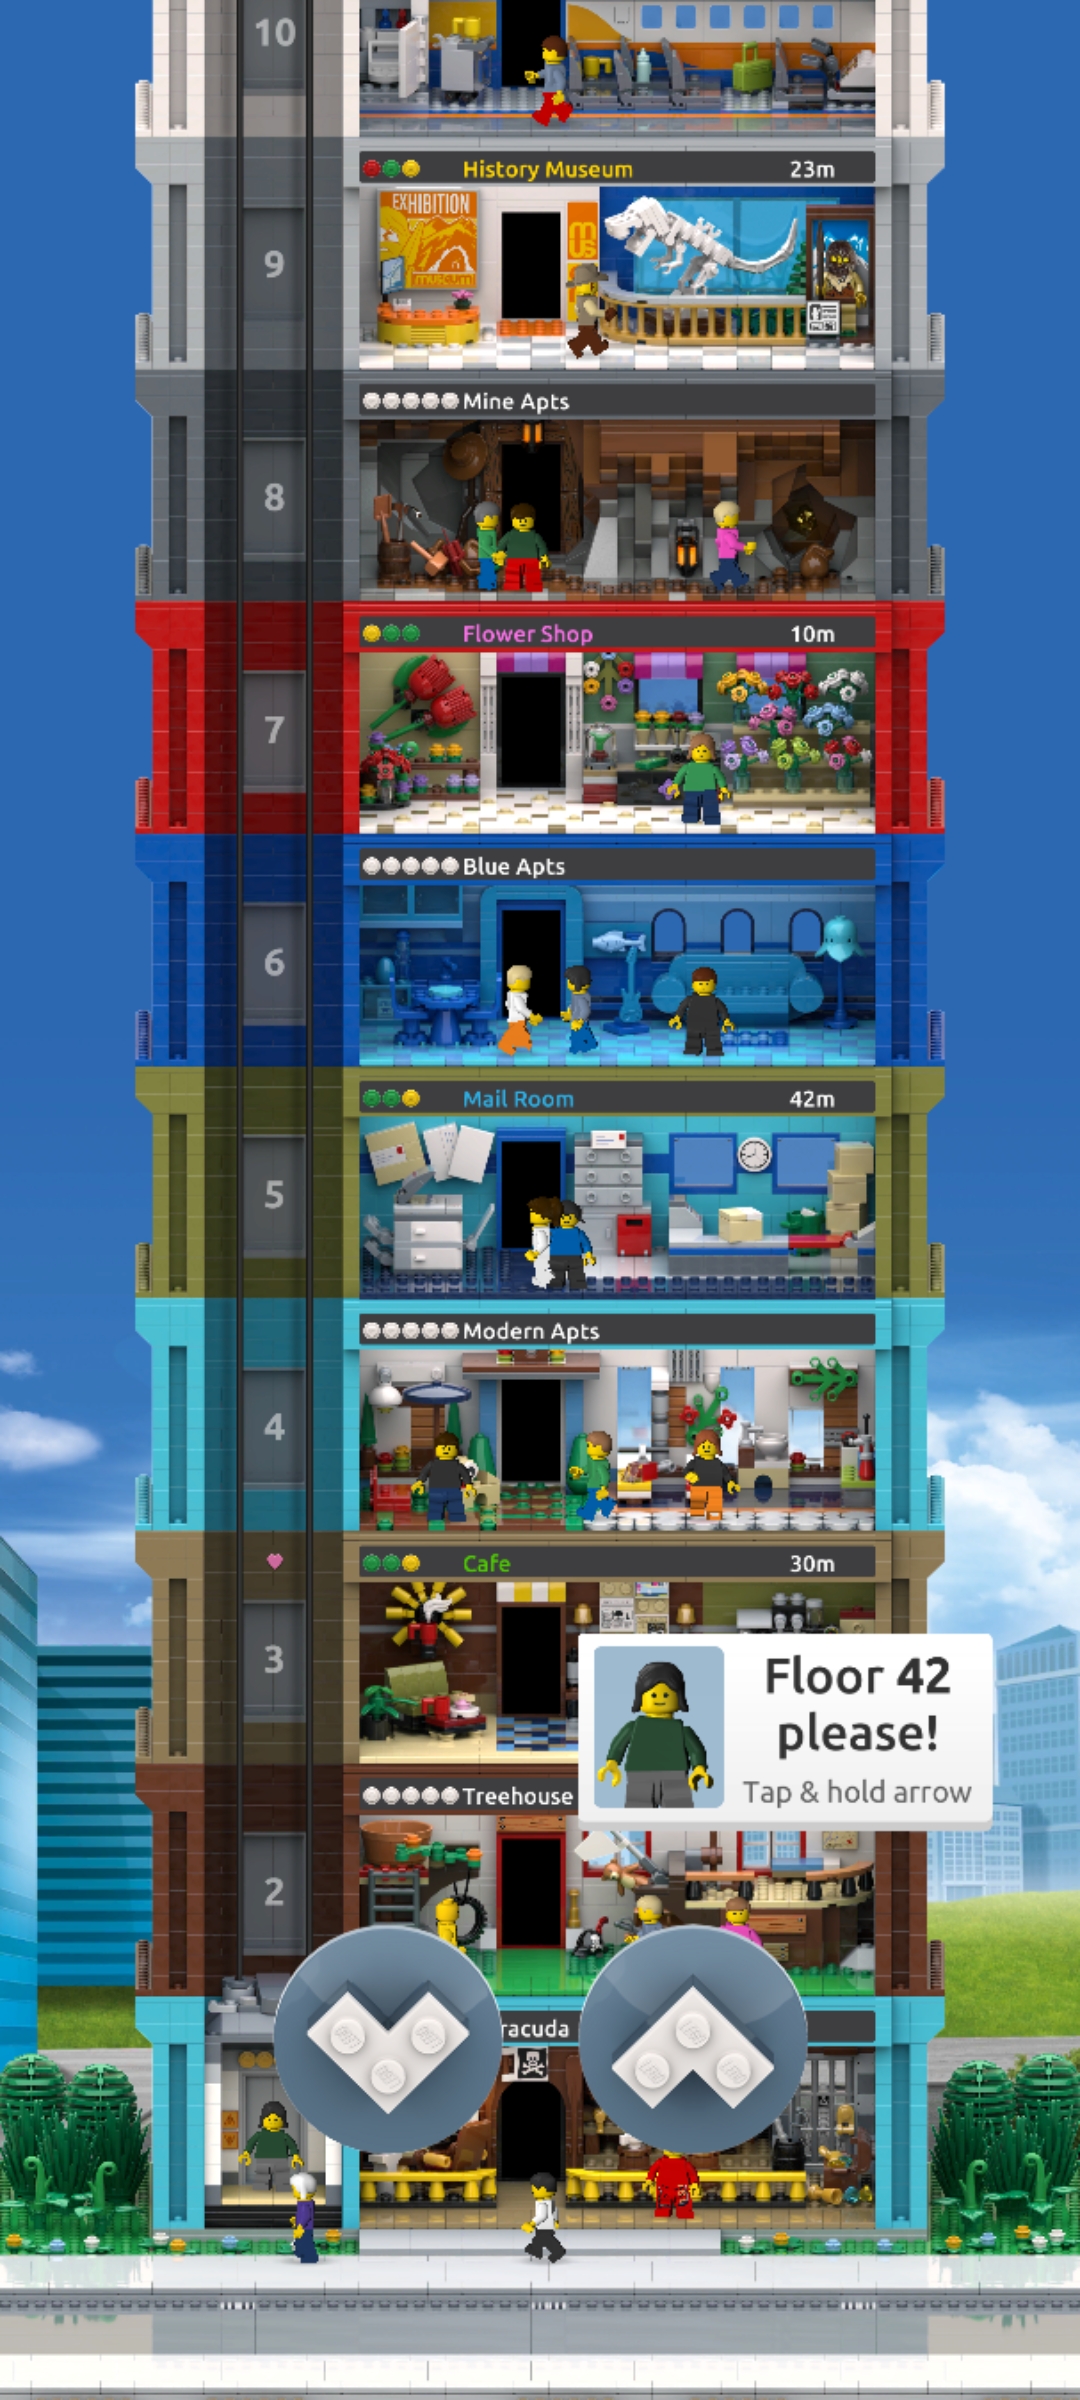 10
History Museum 23m
EXHIBITION
museum
9
Mine Apts
8
Flower Shop 10m
7
Blue Apts
6
Mail Room 42m
5
Modern Apts
4
Cafe 30m
3
Floor 42
please!
Tap & hold arrow
Treehouse
2
racuda